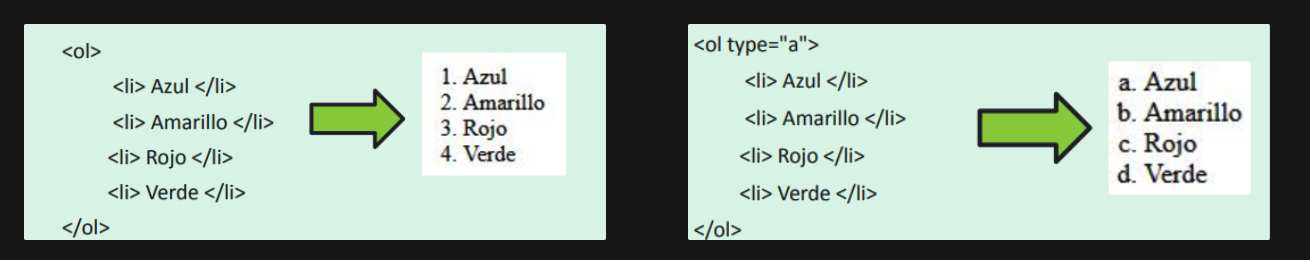 <ol>
<li> Azul </li>
<li> Amarillo </li>
<li> Rojo </li>
<li> Verde </li>
</ol>
1. Azul
2. Amarillo
3. Rojo
4. Verde
<ol type="a">
<li> Azul </li>
<li> Amarillo </li>
<li> Rojo </li>
<li> Verde </li>
</ol>
a. Azul
b. Amarillo
c. Rojo
d. Verde